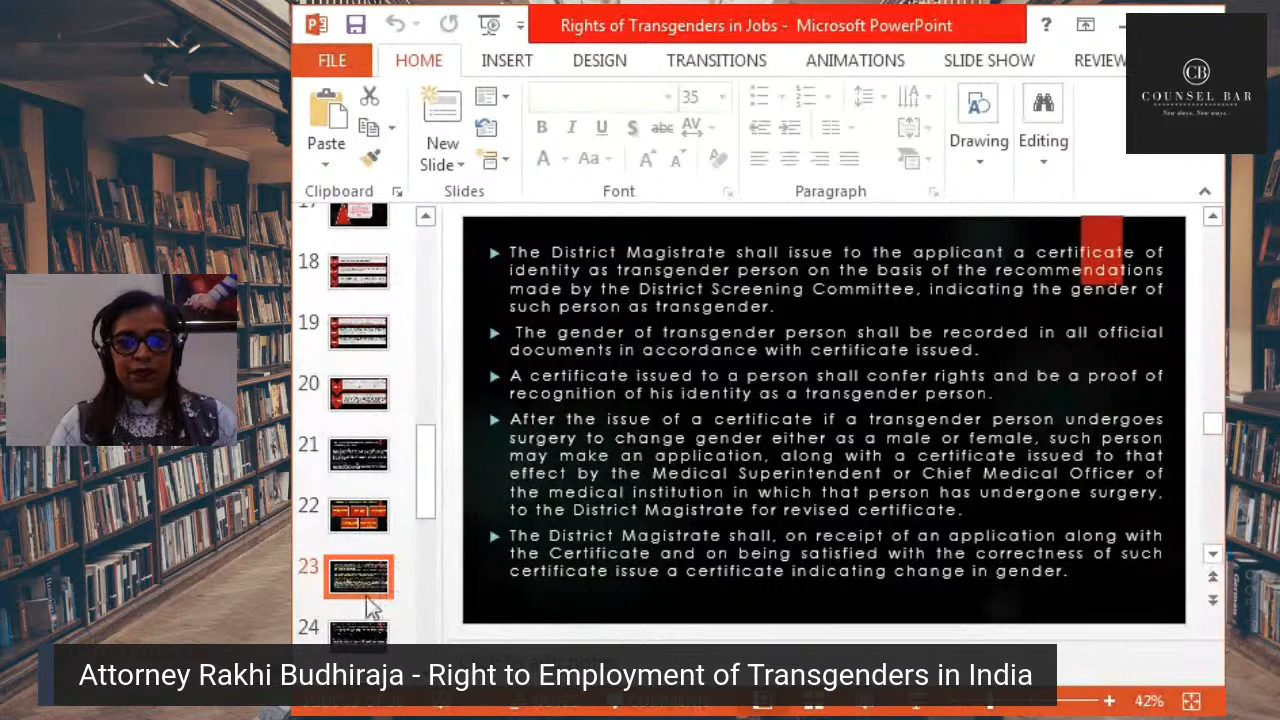 Rights of Transgenders in Jobs - Microsoft PowerPoint
?
FILE
HOME
INSERT
DESIGN
TRANSITIONS
ANIMATIONS
SLIDE SHOW
REVIEW
CB
COUNSEL BAR
New ways, New ways
Paste
New
Slide
35
B I U S abc AV
A Aa A A
Drawing
Editing
Clipboard
Slides
Font
Paragraph
17
18
19
20
21
22
23
24
The District Magistrate shall issue to the applicant a certificate of
identity as transgender person on the basis of the recommendations
made by the District Screening Committee, indicating the gender of
such person as transgender.
The gender of transgender person shall be recorded in all official
documents in accordance with certificate issued.
A certificate issued to a person shall confer rights and be a proof of
recognition of his identity as a transgender person.
After the issue of a certificate if a transgender person undergoes
surgery to change gender either as a male or female, such person
may make an application, along with a certificate issued to that
effect by the Medical Superintendent or Chief Medical Officer of
the medical institution in which that person has undergone surgery,
to the District Magistrate for revised certificate.
The District Magistrate shall, on receipt of an application along with
the Certificate and on being satisfied with the correctness of such
certificate issue a certificate indicating change in gender.
Attorney Rakhi Budhiraja - Right to Employment of Transgenders in India
42%